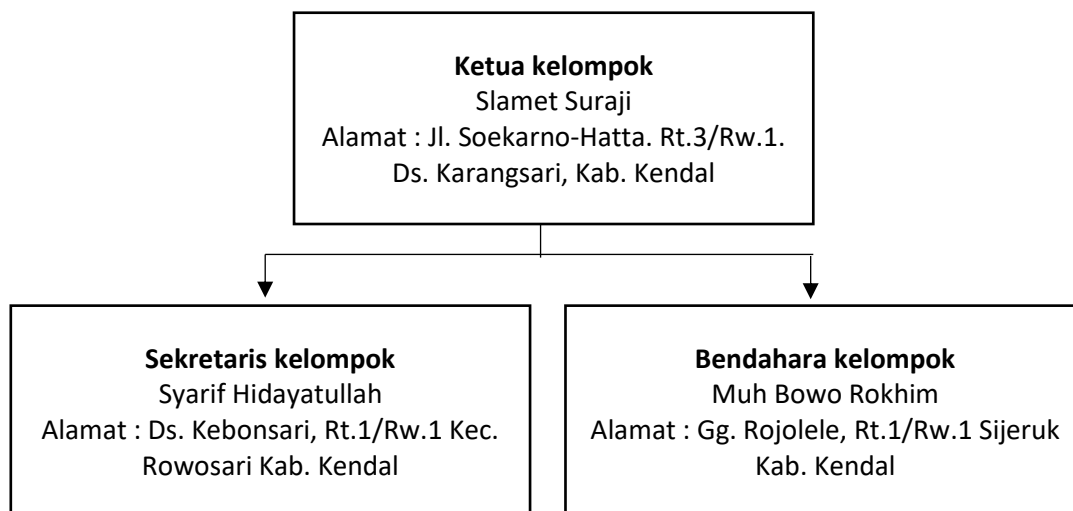 Ketua kelompok
Slamet Suraji
Alamat : Jl. Soekarno-Hatta. Rt.3/Rw.1.
Ds. Karangsari, Kab. Kendal
Sekretaris kelompok
Syarif Hidayatullah
Alamat : Ds. Kebonsari, Rt.1/Rw.1 Kec.
Rowosari Kab. Kendal
Bendahara kelompok
Muh Bowo Rokhim
Alamat : Gg. Rojolele, Rt.1/Rw.1 Sijeruk
Kab. Kendal